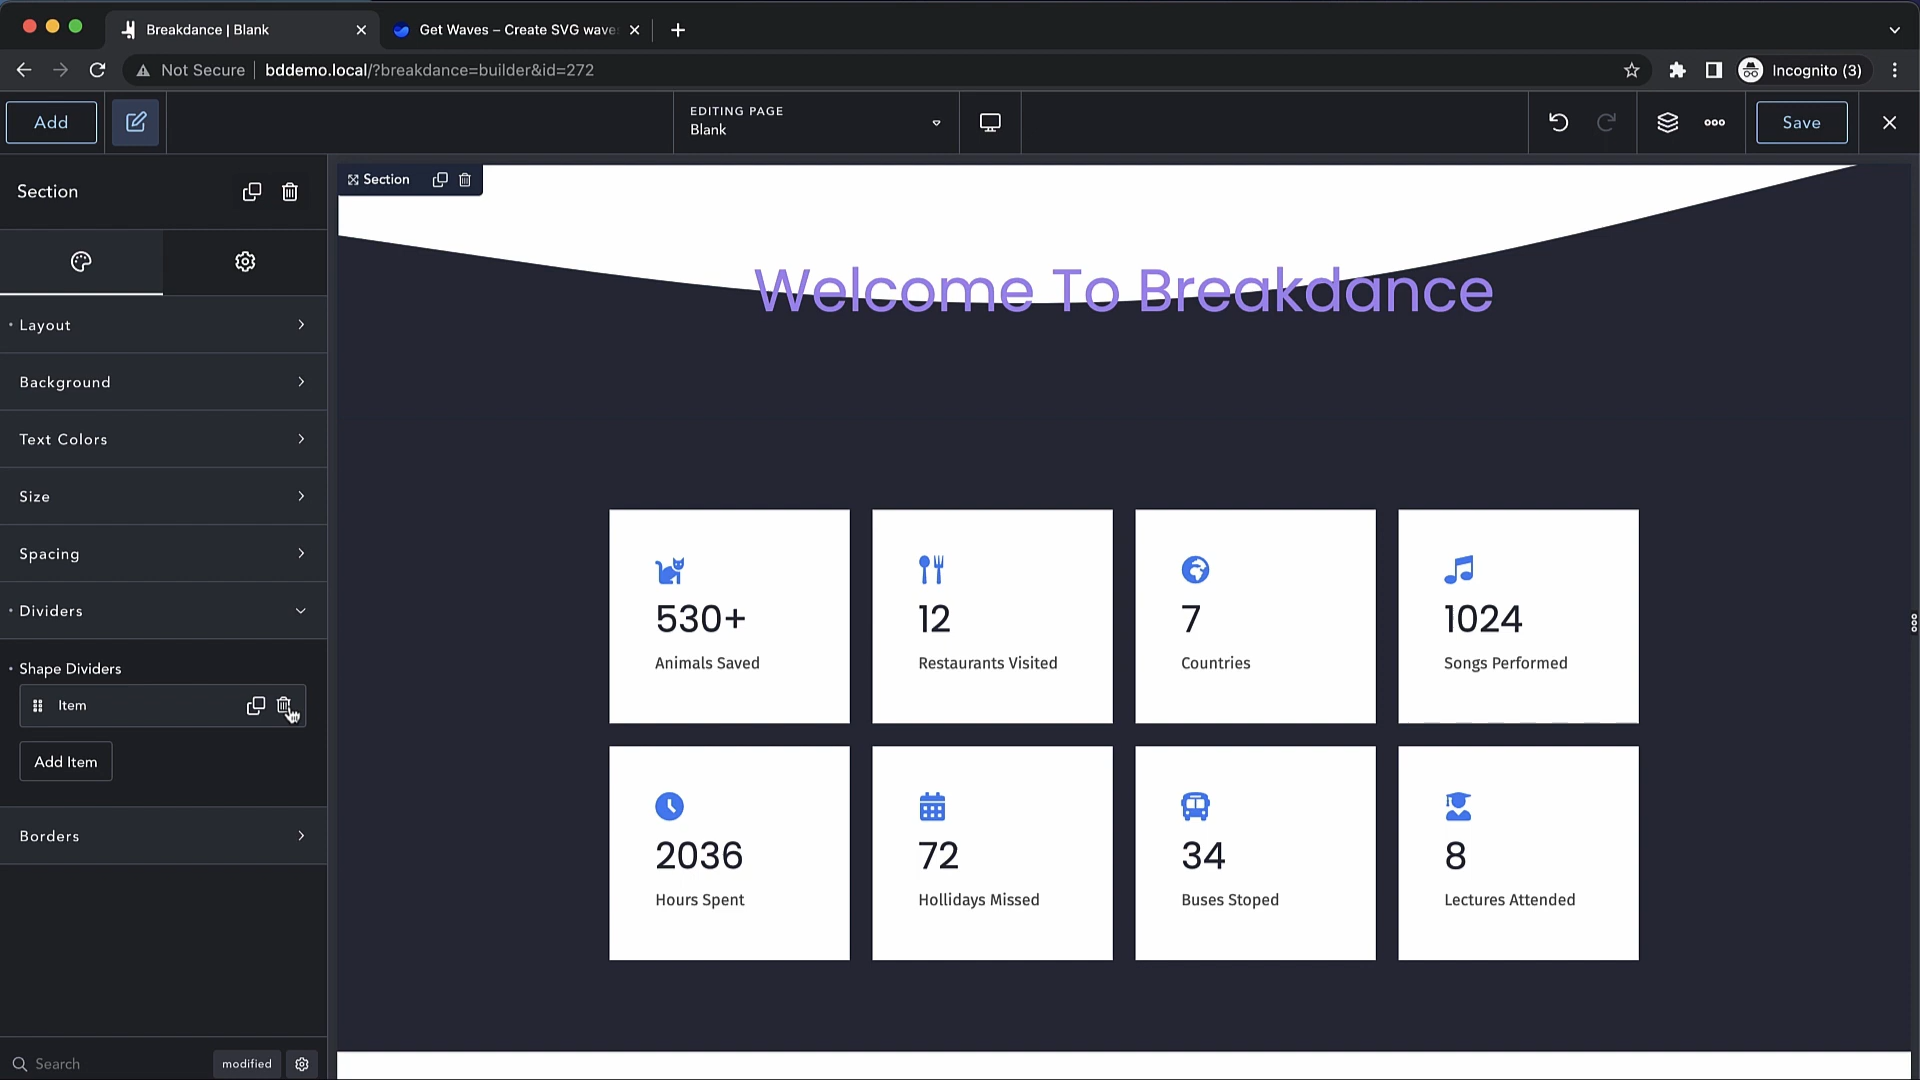 Breakdance | Blank
Get Waves – Create SVG wave
Not Secure
bddemo.local/?breakdance=builder&id=272
Incognito (3)
Add
EDITING PAGE
Blank
Save
Section
Section
Layout
Background
Text Colors
Size
Spacing
Dividers
Shape Dividers
Item
Add Item
Borders
Search
modified
Welcome To Breakdance
530+
Animals Saved
12
Restaurants Visited
7
Countries
1024
Songs Performed
2036
Hours Spent
72
Hollidays Missed
34
Buses Stoped
8
Lectures Attended